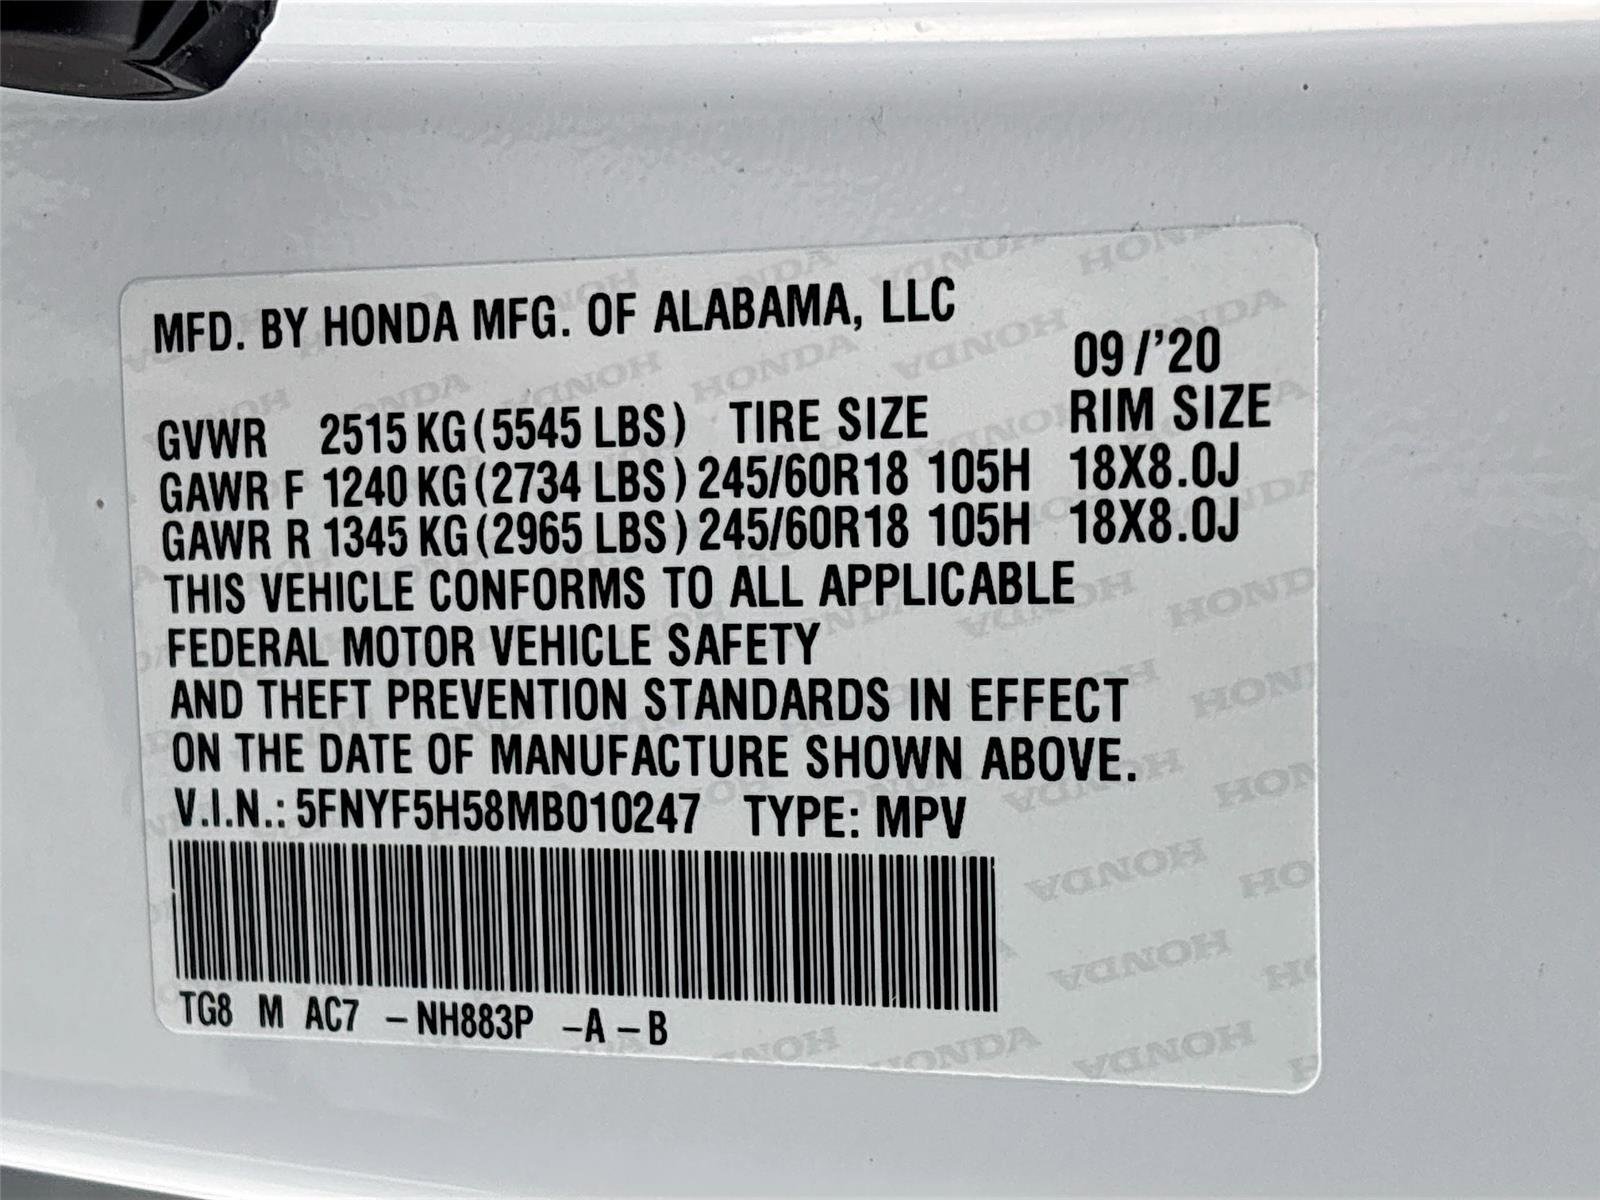 MFD. BY HONDA MFG. OF ALABAMA, LLC
09/'20
GVWR 2515 KG (5545 LBS) TIRE SIZE RIM SIZE
GAWR F 1240 KG (2734 LBS) 245/60R18 105H 18X8.0J
GAWR R 1345 KG (2965 LBS) 245/60R18 105H 18X8.0J
THIS VEHICLE CONFORMS TO ALL APPLICABLE
FEDERAL MOTOR VEHICLE SAFETY
AND THEFT PREVENTION STANDARDS IN EFFECT
ON THE DATE OF MANUFACTURE SHOWN ABOVE.
V.I.N.: 5FNYF5H58MB010247 TYPE: MPV
TG8 M AC7 -NH883P -A -B